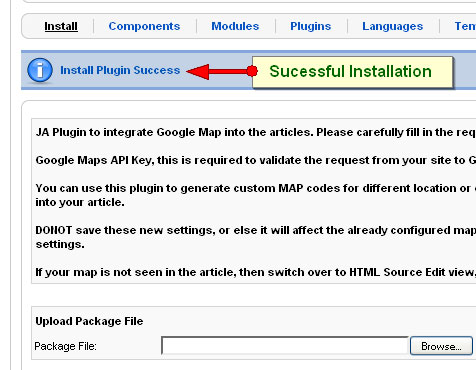 Install Components Modules Plugins Languages
Install Plugin Success
Sucessful Installation
JA Plugin to integrate Google Map into the articles. Please carefully fill in the
Google Maps API Key, this is required to validate the request from your site to
You can use this plugin to generate custom MAP codes for different location or
into your article.
DONOT save these new settings, or else it will affect the already configured map
settings.
If your map is not seen in the article, then switch over to HTML Source Edit view,
Upload Package File
Package File: Browse...